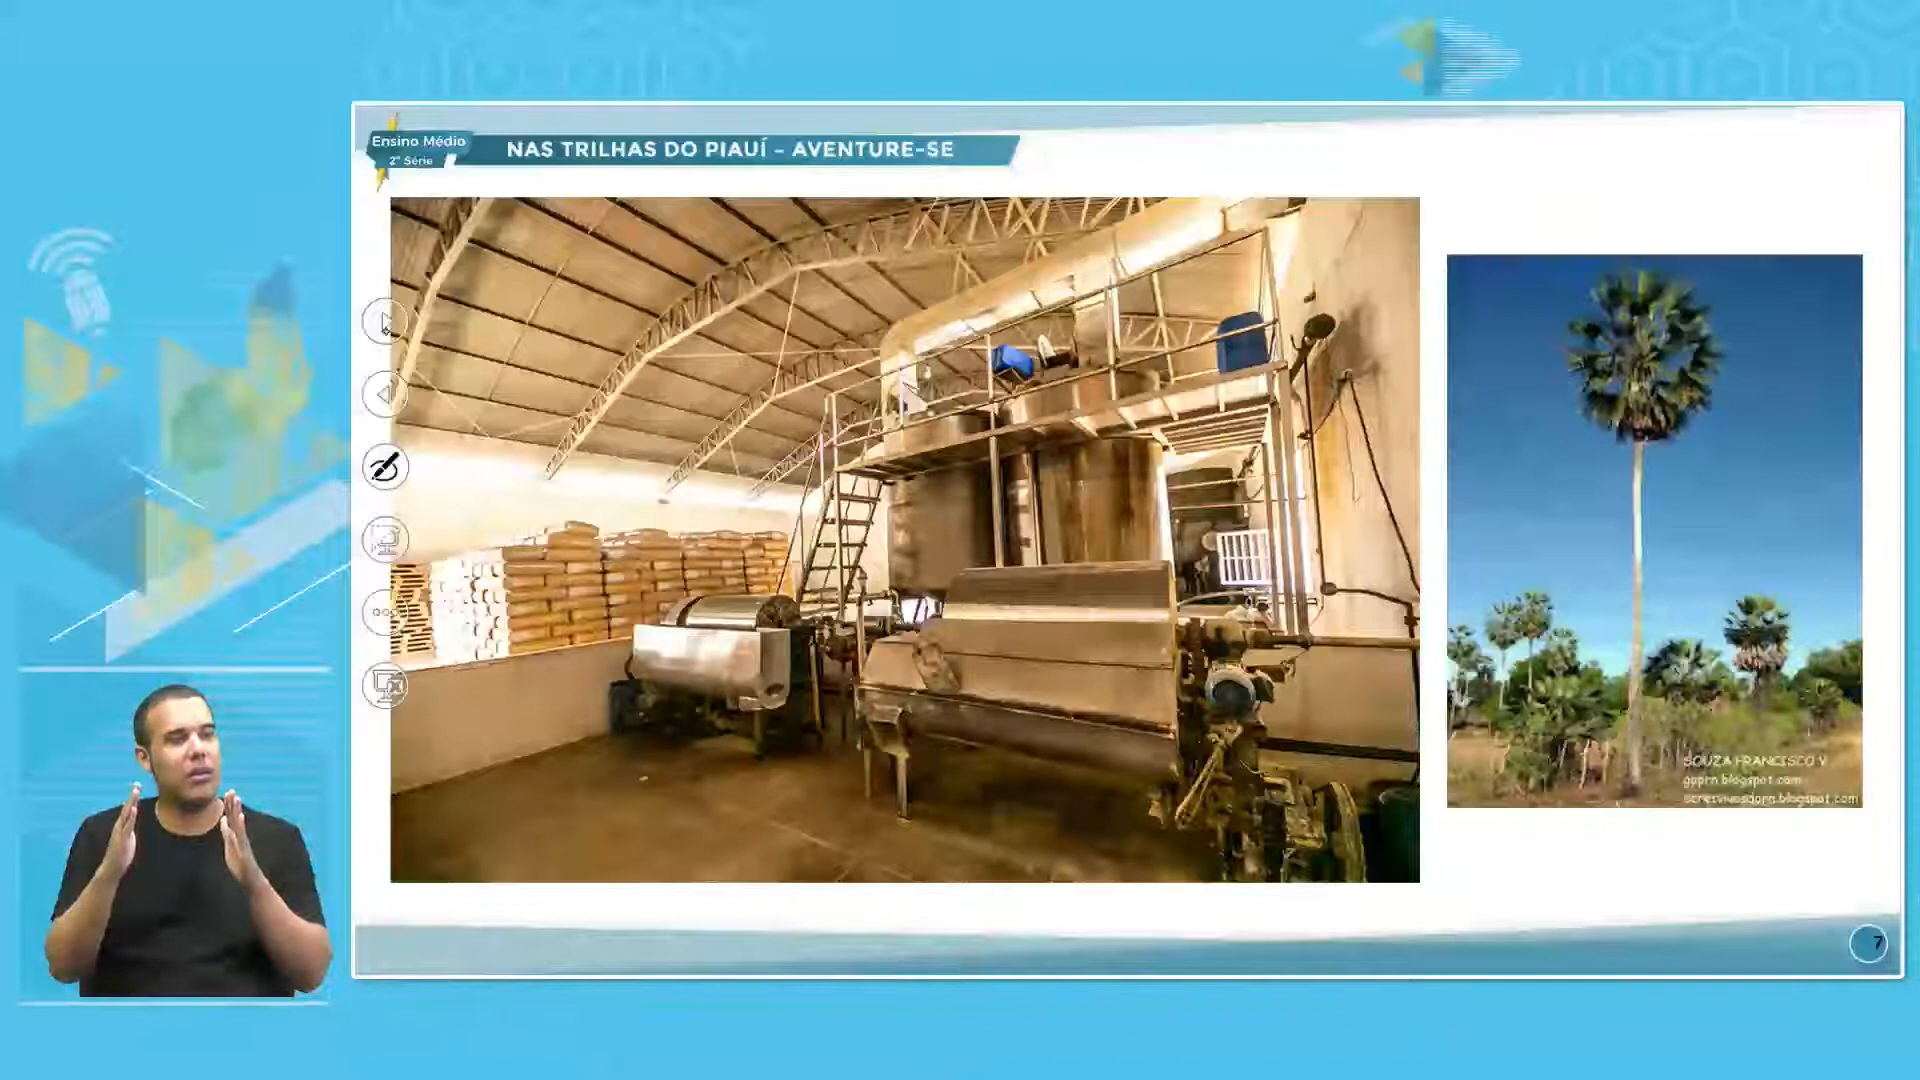 Ensino Médio
2ª Série
NAS TRILHAS DO PIAUÍ – AVENTURE-SE
SOUZA FRANCISCO V
7